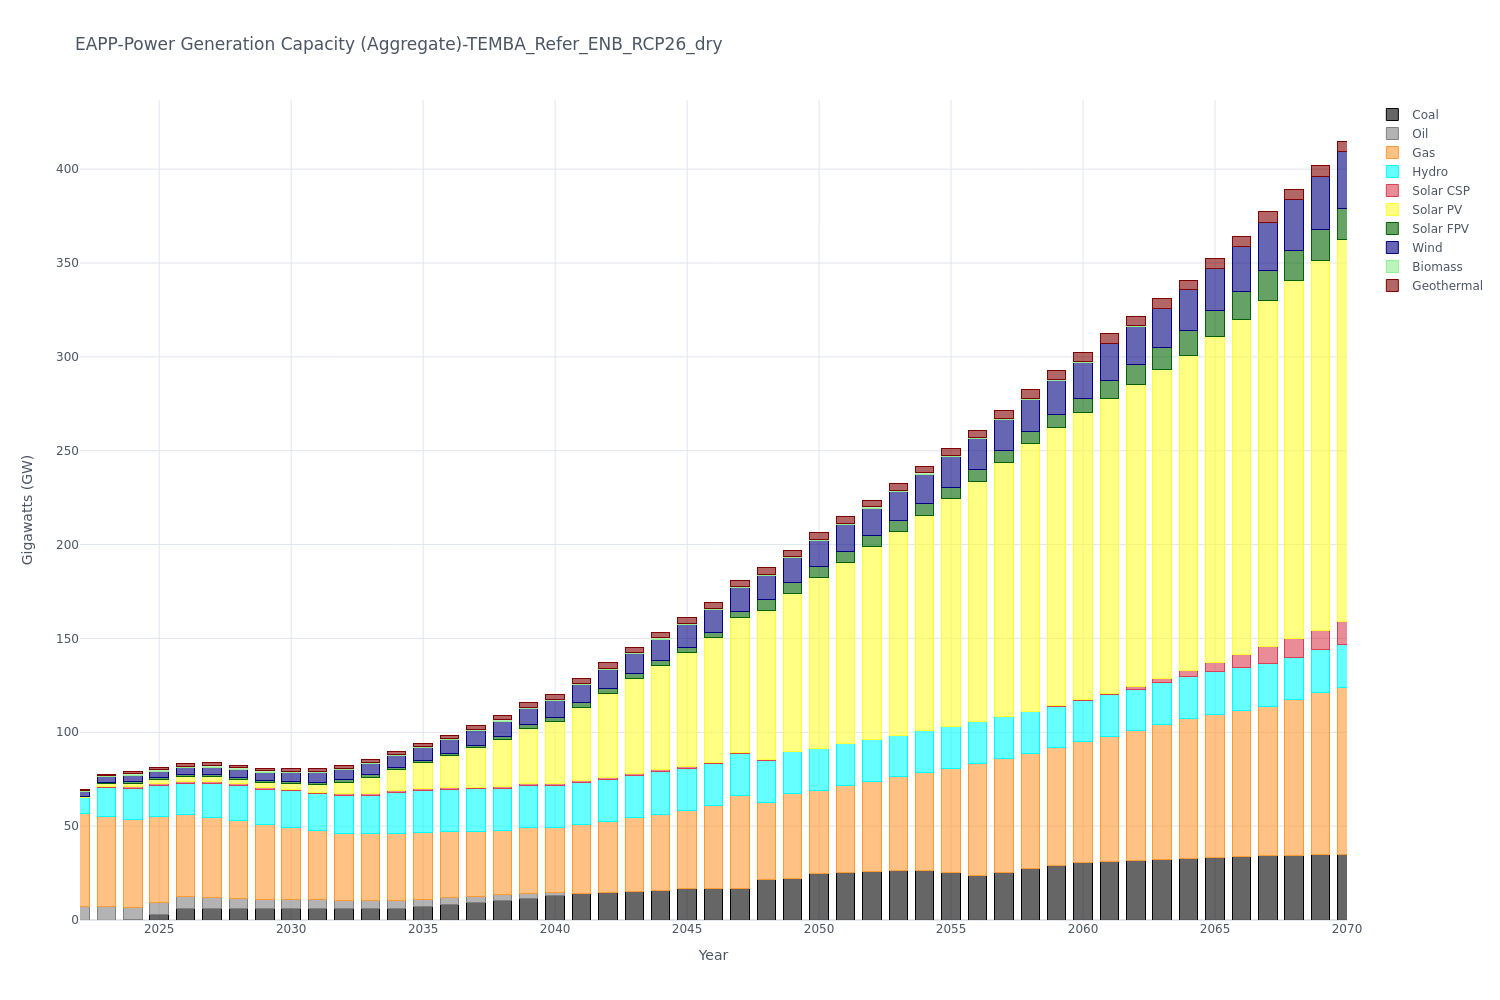 EAPP-Power Generation Capacity (Aggregate)-TEMBA_Refer_ENB_RCP26_dry
Coal
Oil
Gas
Hydro
Solar CSP
Solar PV
Solar FPV
Wind
Biomass
Geothermal
400
350
300
250
200
150
100
50
0
Gigawatts (GW)
2025 2030 2035 2040 2045 2050 2055 2060 2065 2070
Year